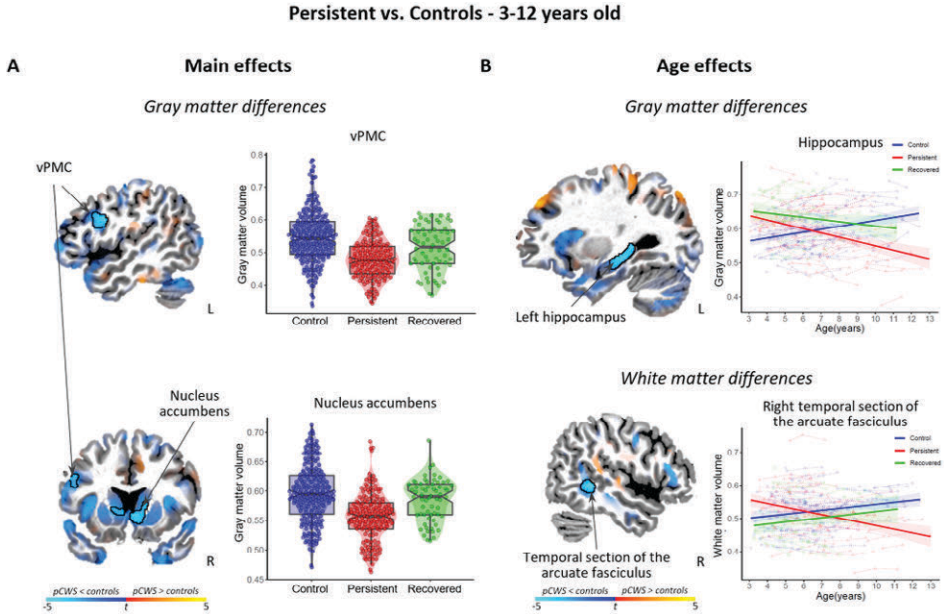 Persistent vs. Controls - 3-12 years old
A
Main effects
Gray matter differences
vPMC
vPMC
Gray matter volume
0.8
0.7
0.6
0.5
0.4
Control
Persistent
Recovered
L
Nucleus
accumbens
Nucleus accumbens
Gray matter volume
0.70
0.65
0.60
0.55
0.50
0.45
Control
Persistent
Recovered
R
pCWS < controls
pCWS > controls
-5
t
5
B
Age effects
Gray matter differences
Hippocampus
Control
Persistent
Recovered
Gray matter volume
0.8
0.7
0.6
0.5
0.4
3 4 5 6 7 8 9 10 11 12 13
Age(years)
Left hippocampus
L
White matter differences
Right temporal section of
the arcuate fasciculus
Control
Persistent
Recovered
White matter volume
0.7
0.6
0.5
0.4
3 4 5 6 7 8 9 10 11 12 13
Age(years)
Temporal section of the
arcuate fasciculus
R
pCWS < controls
pCWS > controls
-5
t
5